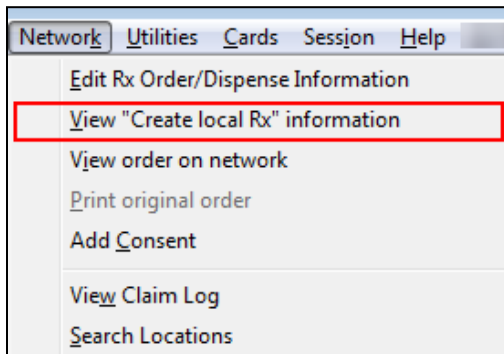 Network Utilities Cards Session Help
Edit Rx Order/Dispense Information
View "Create local Rx" information
View order on network
Print original order
Add Consent
View Claim Log
Search Locations